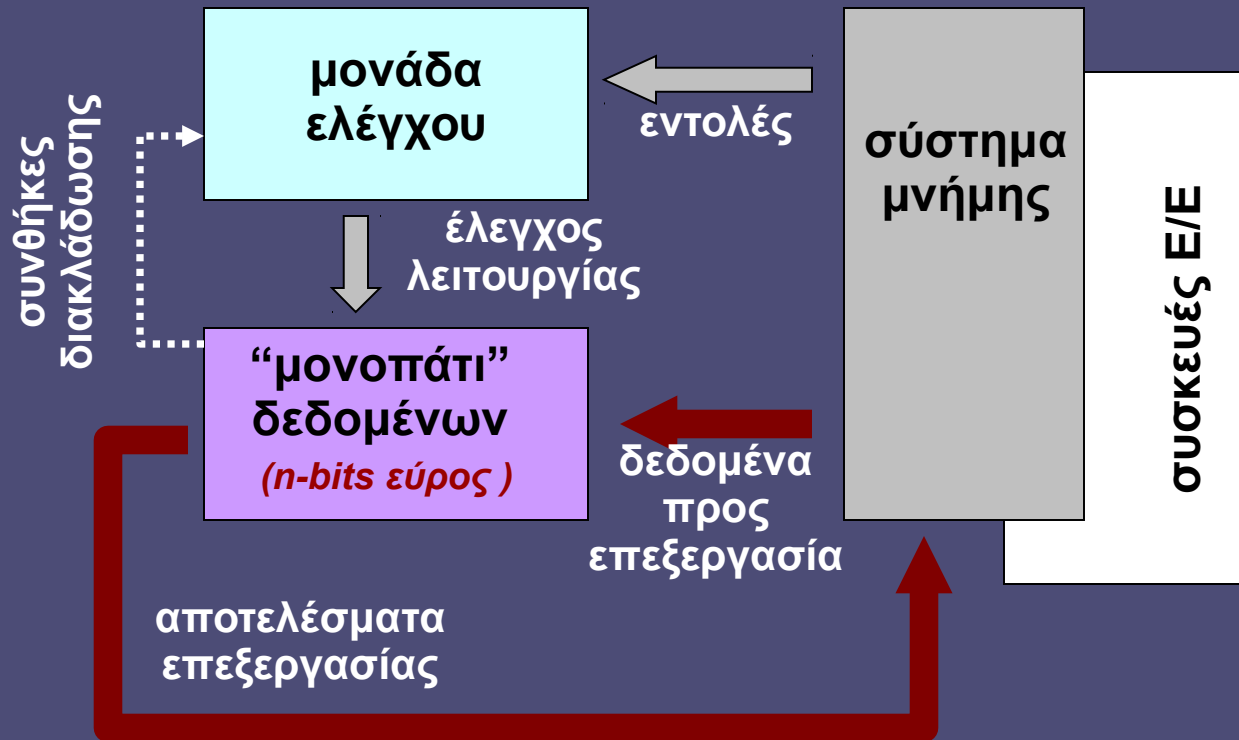 μονάδα
ελέγχου
εντολές
σύστημα
μνήμης
συσκευές Ε/Ε
συνθήκες
διακλάδωσης
έλεγχος
λειτουργίας
“μονοπάτι”
δεδομένων
(n-bits εύρος )
δεδομένα
προς
επεξεργασία
αποτελέσματα
επεξεργασίας